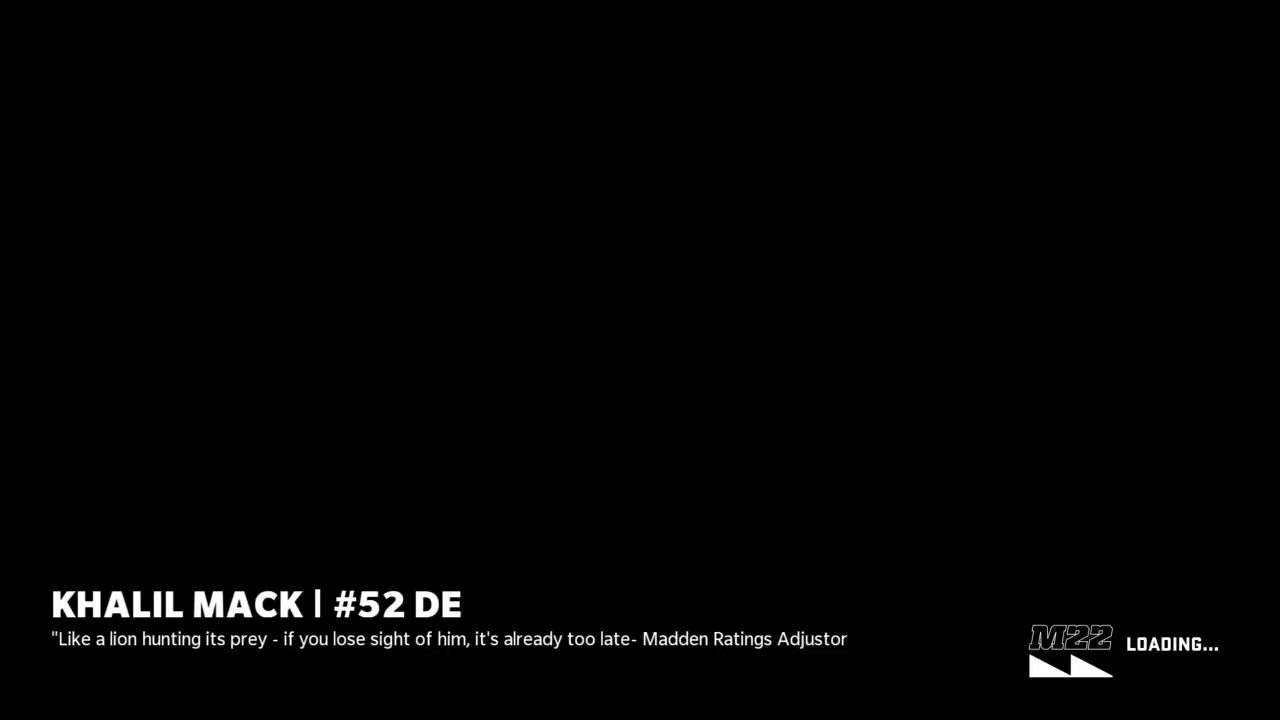 KHALIL MACK | #52 DE
"Like a lion hunting its prey - if you lose sight of him, it's already too late- Madden Ratings Adjustor
M22
LOADING...